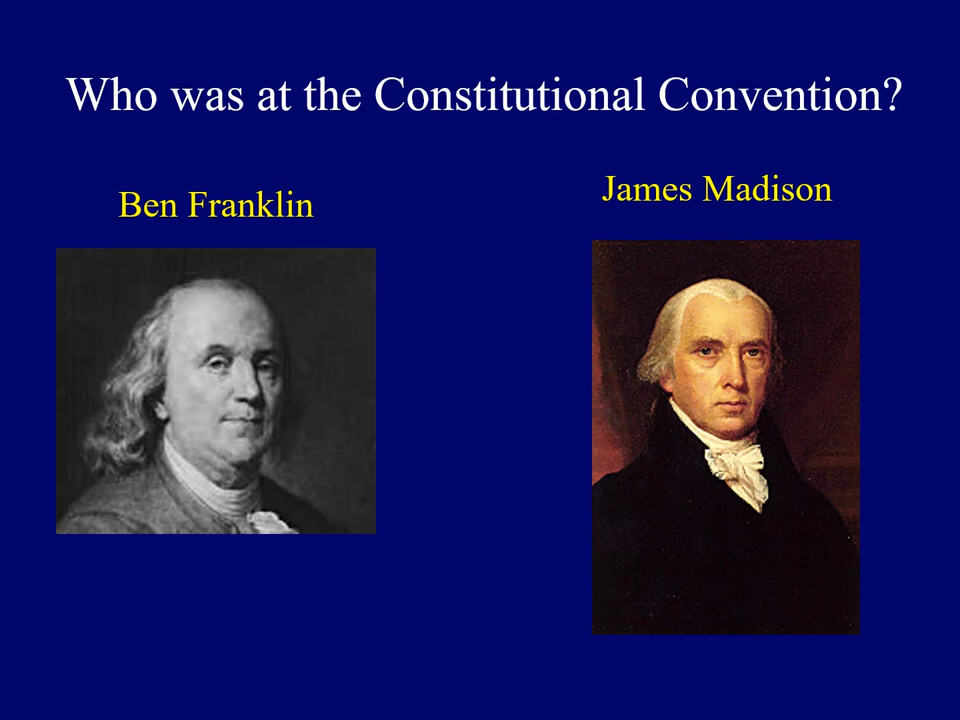 Who was at the Constitutional Convention?
Ben Franklin
James Madison